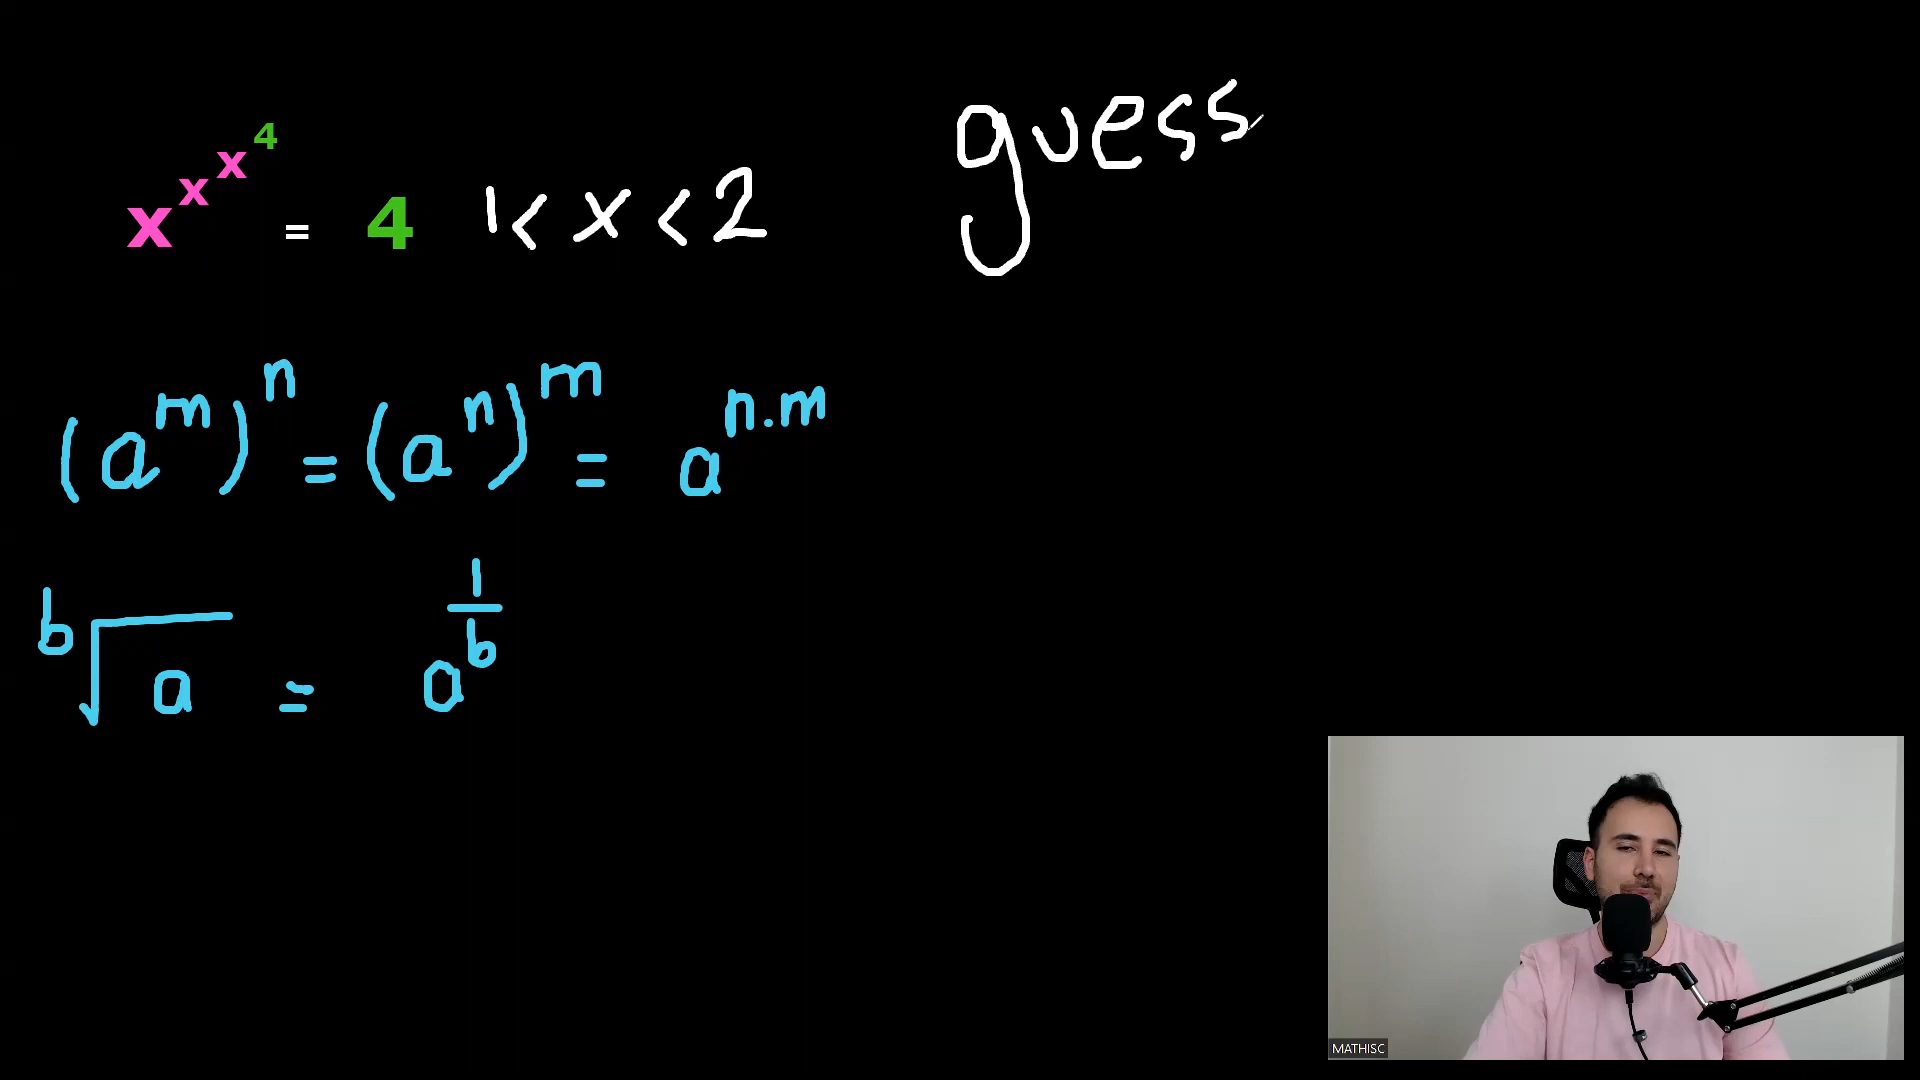 x^x^x^4 = 4 1 < x < 2 guess
(a^m)^n = (a^n)^m = a^n.m
b√a = a^1/b
MATHISC